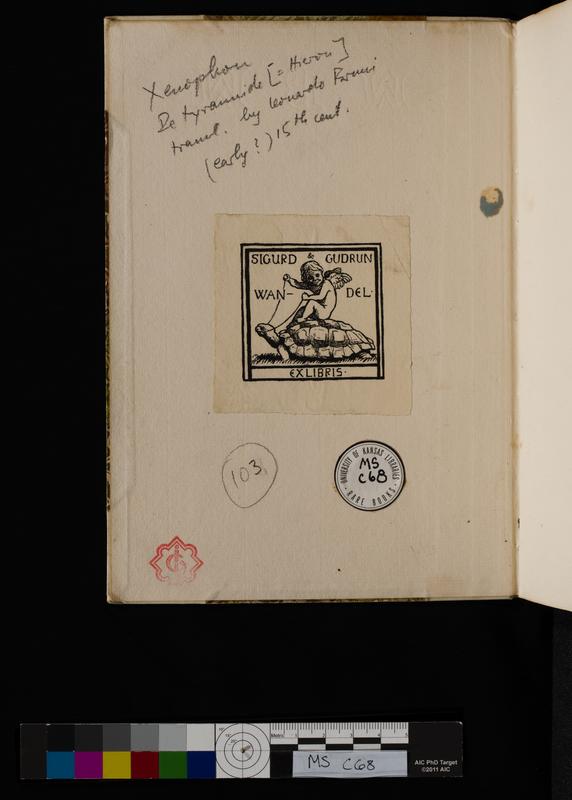 Xenophon
De tyrannide [= Hieron]
transl. by Leonardo Bruni
(early?) 15th cent.
SIGURD & GUDRUN
WAN- DEL·
EXLIBRIS·
103
UNIVERSITY OF KANSAS LIBRARIES
MS
C68
· RARE BOOKS ·
MS C68
AIC PhD Target
©2011 AIC